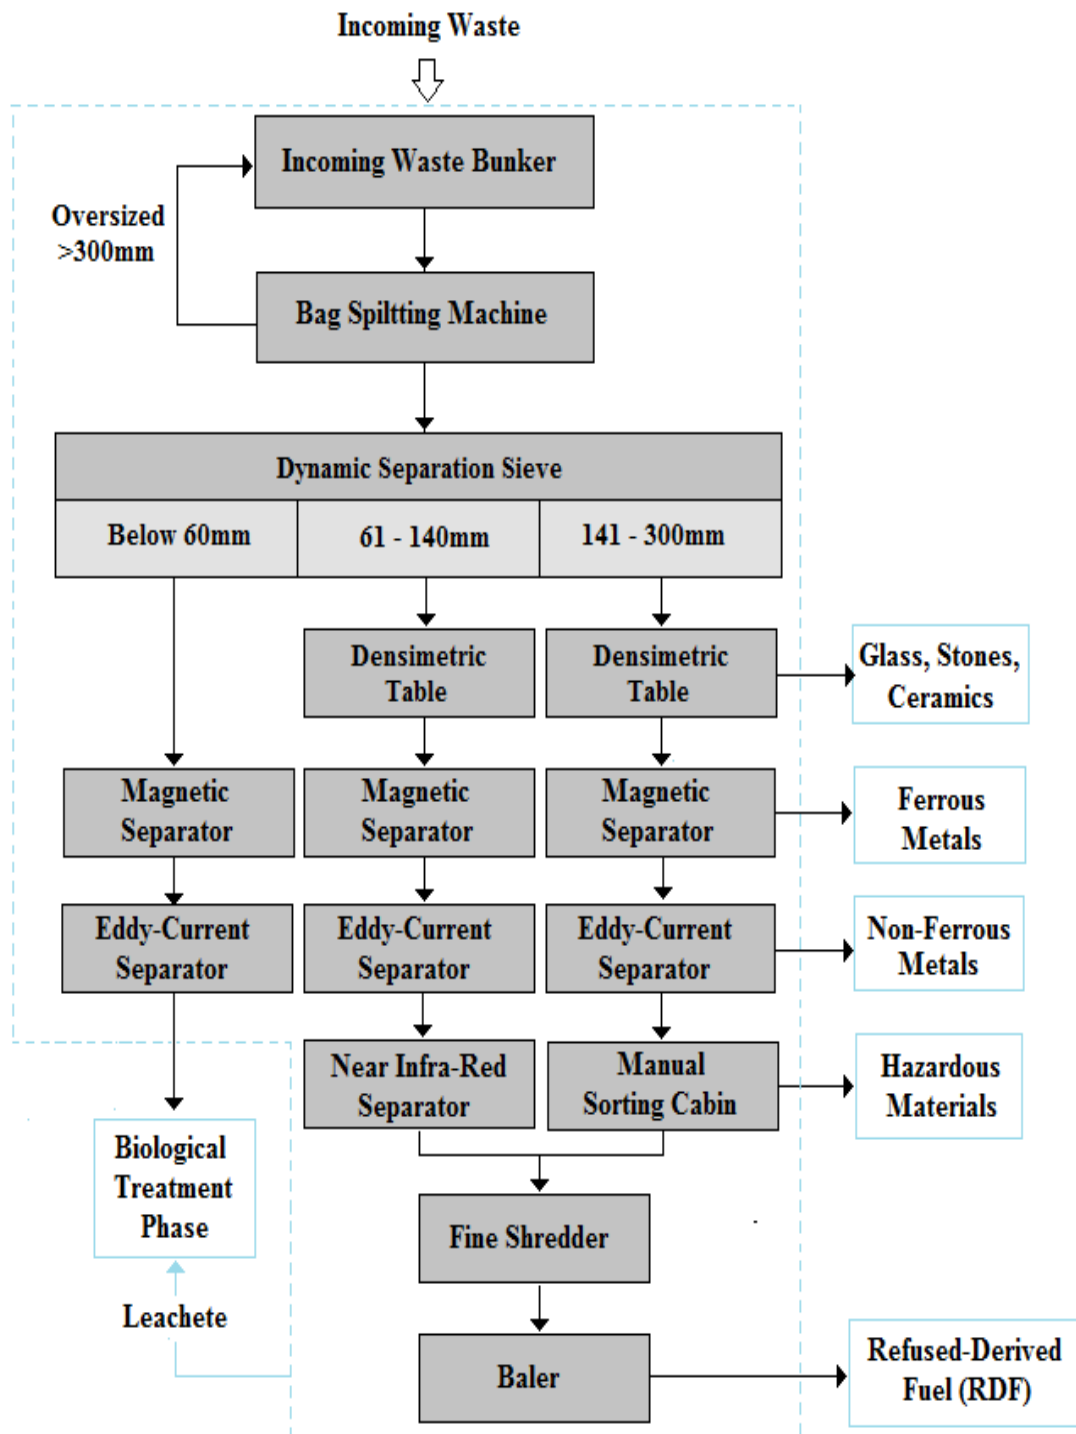 Incoming Waste
Incoming Waste Bunker
Oversized
>300mm
Bag Spiltting Machine
Dynamic Separation Sieve
Below 60mm
61 - 140mm
141 - 300mm
Densimetric
Table
Densimetric
Table
Glass, Stones,
Ceramics
Magnetic
Separator
Magnetic
Separator
Magnetic
Separator
Ferrous
Metals
Eddy-Current
Separator
Eddy-Current
Separator
Eddy-Current
Separator
Non-Ferrous
Metals
Near Infra-Red
Separator
Manual
Sorting Cabin
Hazardous
Materials
Biological
Treatment
Phase
Fine Shredder
Leachete
Baler
Refused-Derived
Fuel (RDF)